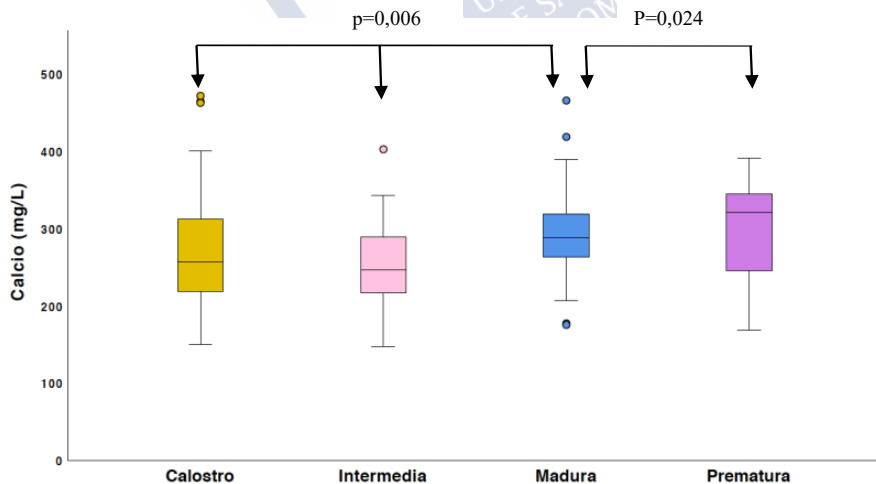 p=0,006
P=0,024
Calcio (mg/L)
500
400
300
200
100
0
Calostro
Intermedia
Madura
Prematura